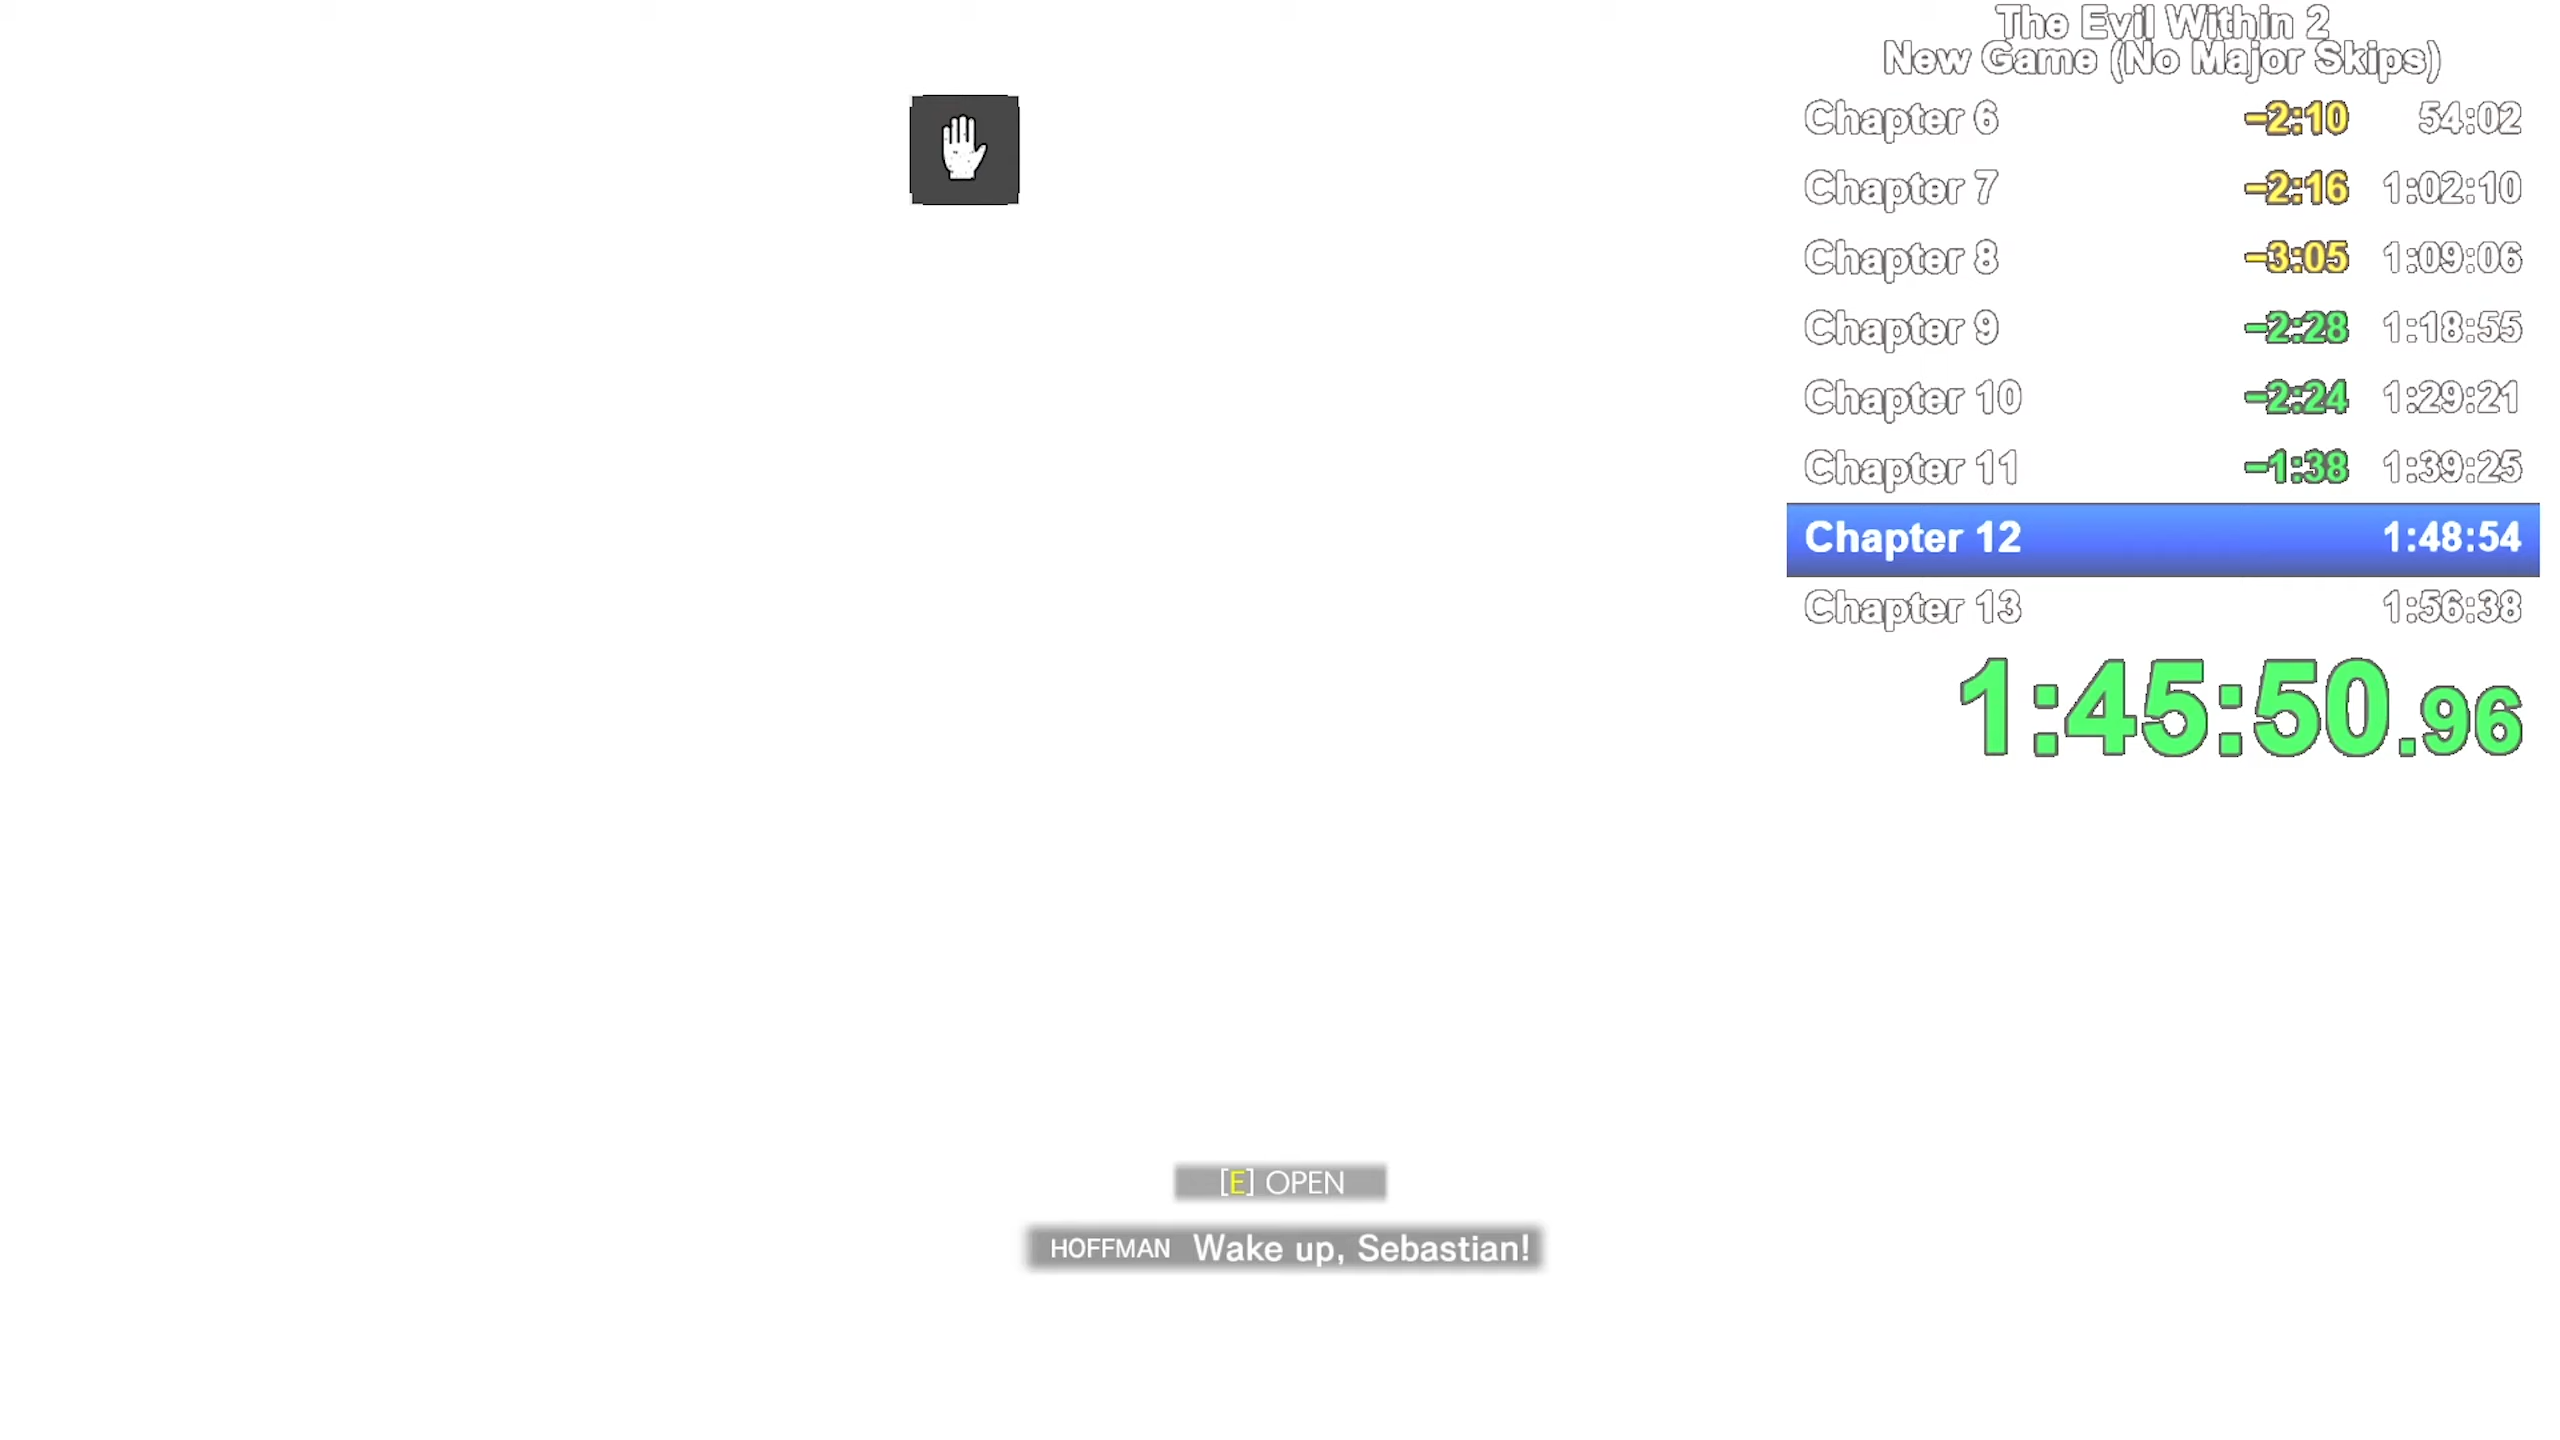 The Evil Within 2
New Game (No Major Skips)
Chapter 6 −2:10 54:02
Chapter 7 −2:16 1:02:10
Chapter 8 −3:05 1:09:06
Chapter 9 −2:28 1:18:55
Chapter 10 −2:24 1:29:21
Chapter 11 −1:38 1:39:25
Chapter 12 1:48:54
Chapter 13 1:56:38
1:45:50.96
[E] OPEN
HOFFMAN Wake up, Sebastian!